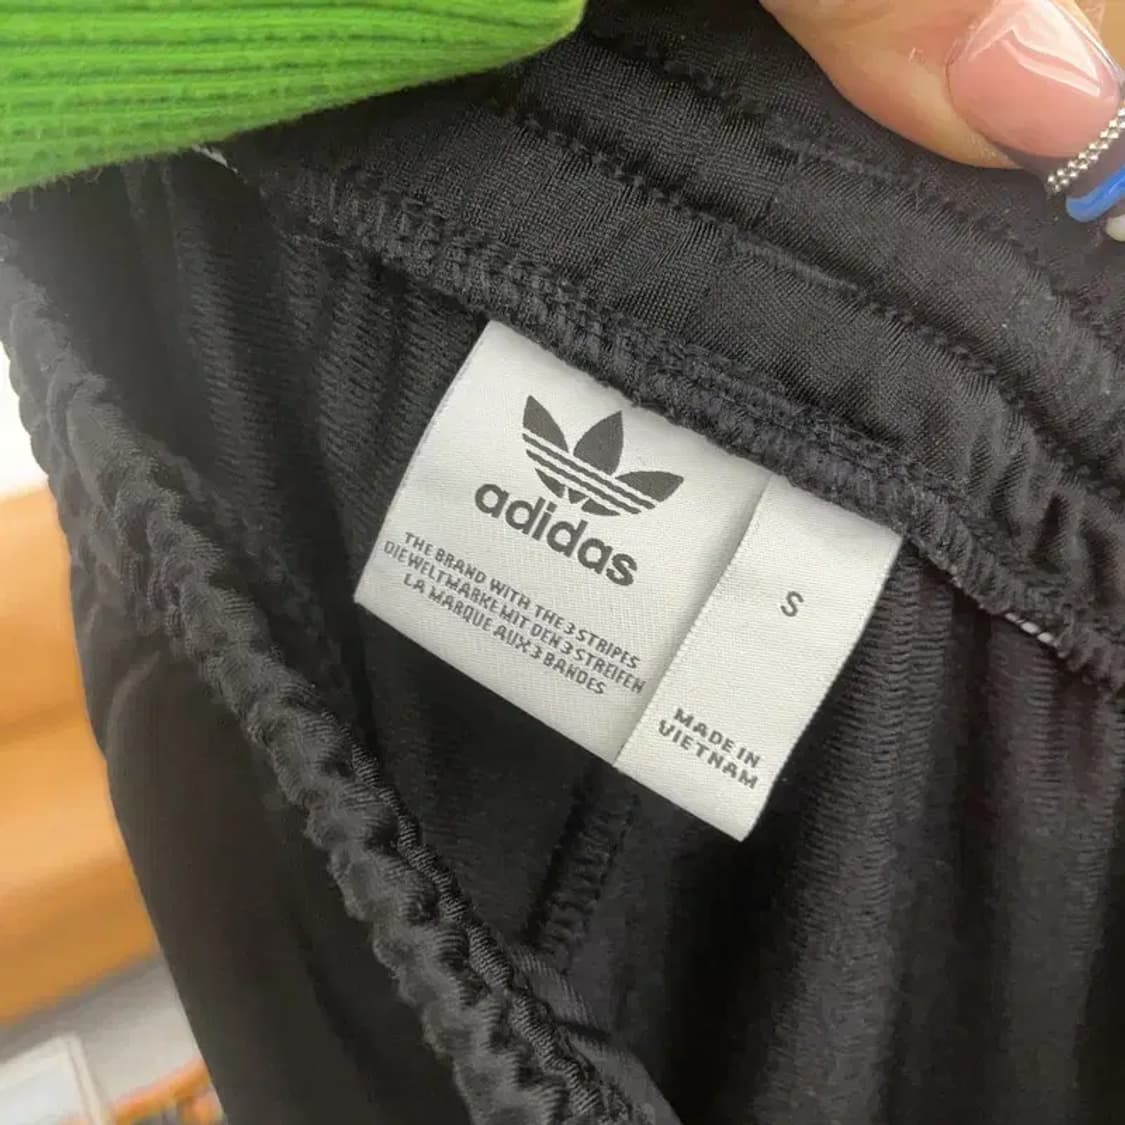 adidas
THE BRAND WITH THE 3 STRIPES
DIE WELTMARKE MIT DEN 3 STREIFEN
LA MARQUE AUX 3 BANDES
S
MADE IN
VIETNAM